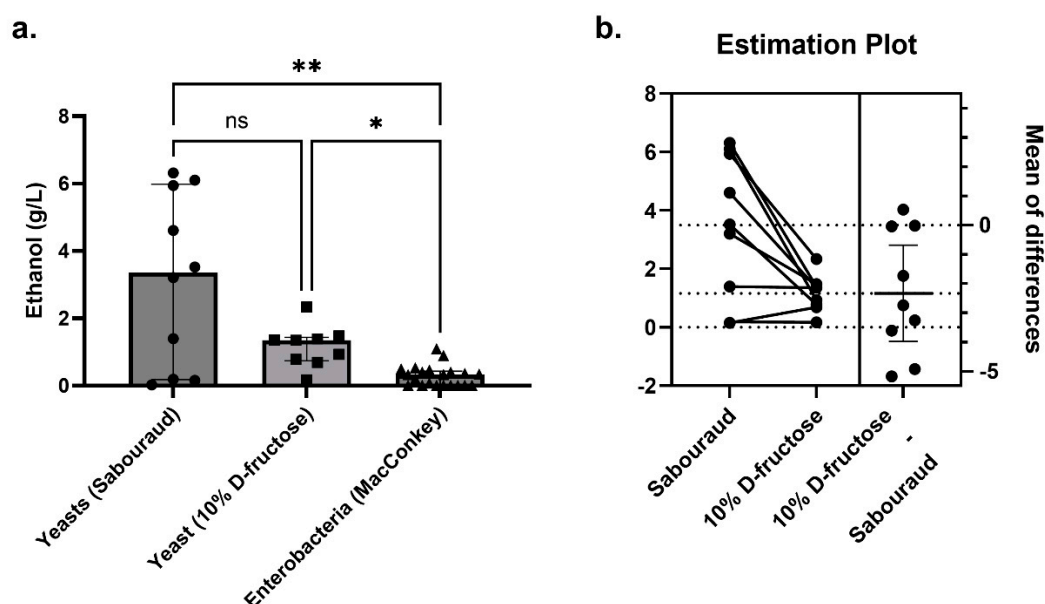 a.
**
ns
*
Ethanol (g/L)
8
6
4
2
0
Yeasts (Sabouraud)
Yeast (10% D-fructose)
Enterobacteria (MacConkey)
b.
Estimation Plot
8
6
4
2
0
-2
0
-5
Mean of differences
Sabouraud
10% D-fructose
10% D-fructose
-
Sabouraud